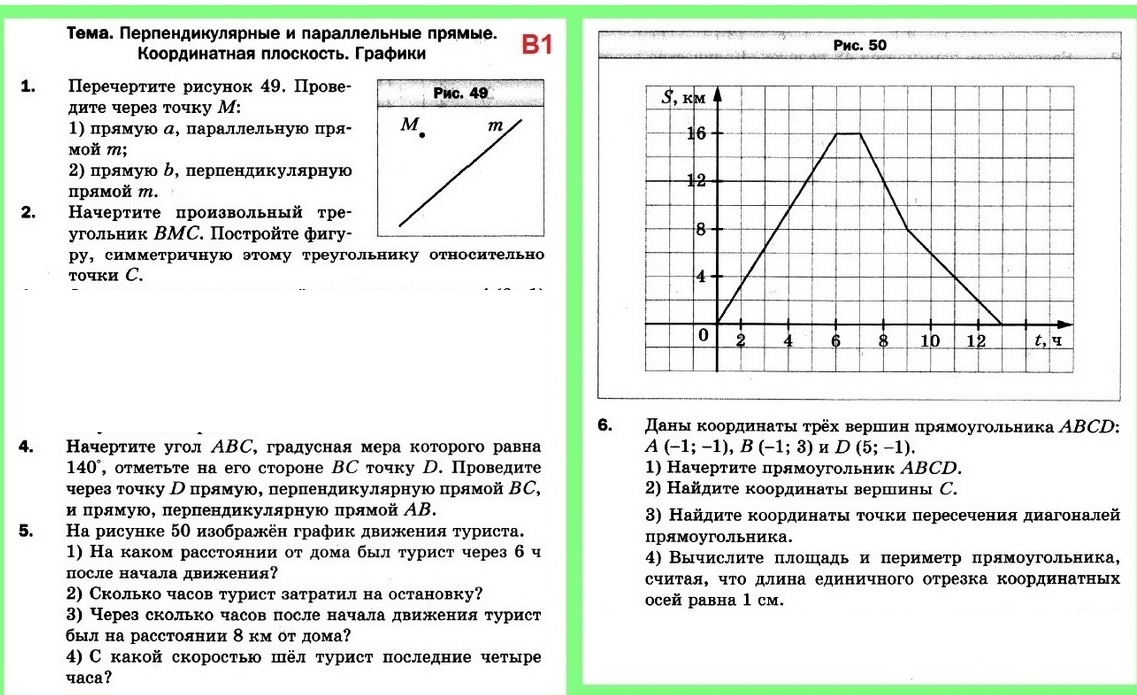 Тема. Перпендикулярные и параллельные прямые.
Координатная плоскость. Графики
В1
1. Перечертите рисунок 49. Прове-
дите через точку M:
1) прямую a, параллельную пря-
мой m;
2) прямую b, перпендикулярную
прямой m.
Рис. 49
M
m
2. Начертите произвольный тре-
угольник BMC. Постройте фигу-
ру, симметричную этому треугольнику относительно
точки C.
4. Начертите угол ABC, градусная мера которого равна
140°, отметьте на его стороне BC точку D. Проведите
через точку D прямую, перпендикулярную прямой BC,
и прямую, перпендикулярную прямой AB.
5. На рисунке 50 изображён график движения туриста.
1) На каком расстоянии от дома был турист через 6 ч
после начала движения?
2) Сколько часов турист затратил на остановку?
3) Через сколько часов после начала движения турист
был на расстоянии 8 км от дома?
4) С какой скоростью шёл турист последние четыре
часа?
Рис. 50
S, км
16
12
8
4
0 2 4 6 8 10 12 t, ч
6. Даны координаты трёх вершин прямоугольника ABCD:
A (−1; −1), B (−1; 3) и D (5; −1).
1) Начертите прямоугольник ABCD.
2) Найдите координаты вершины C.
3) Найдите координаты точки пересечения диагоналей
прямоугольника.
4) Вычислите площадь и периметр прямоугольника,
считая, что длина единичного отрезка координатных
осей равна 1 см.